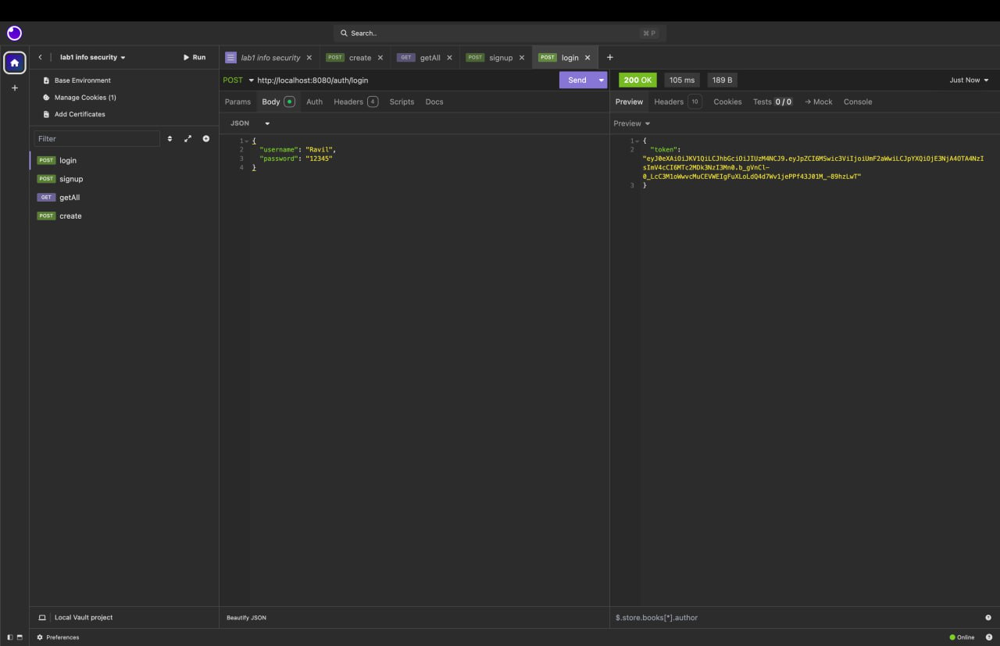 Search..
⌘ P
lab1 info security
Run
lab1 info security
POST create
GET getAll
POST signup
POST login
Base Environment
Manage Cookies (1)
Add Certificates
Filter
POST login
POST signup
GET getAll
POST create
POST http://localhost:8080/auth/login
Send
Params
Body
Auth
Headers 4
Scripts
Docs
JSON
1 {
2 "username": "Ravil",
3 "password": "12345"
4 }
200 OK
105 ms
189 B
Just Now
Preview
Headers 10
Cookies
Tests 0 / 0
Mock
Console
Preview
1 {
2 "token":
"eyJ0eXAiOiJKV1QiLCJhbGciOiJIUzM4NCJ9.eyJpZCI6MSwic3ViIjoiUmF2aWwiLCJpYXQiOjE3NjA4OTA4NzI
sImV4cCI6MTc2MDk3NzI3Mn0.b_gVnCl-
0_LcC3M1oWwvcMuCEVWEIgFuXLoLdQ4d7Wv1jePPf43J01M_-89hzLwT"
3 }
Local Vault project
Beautify JSON
$.store.books[*].author
Preferences
Online